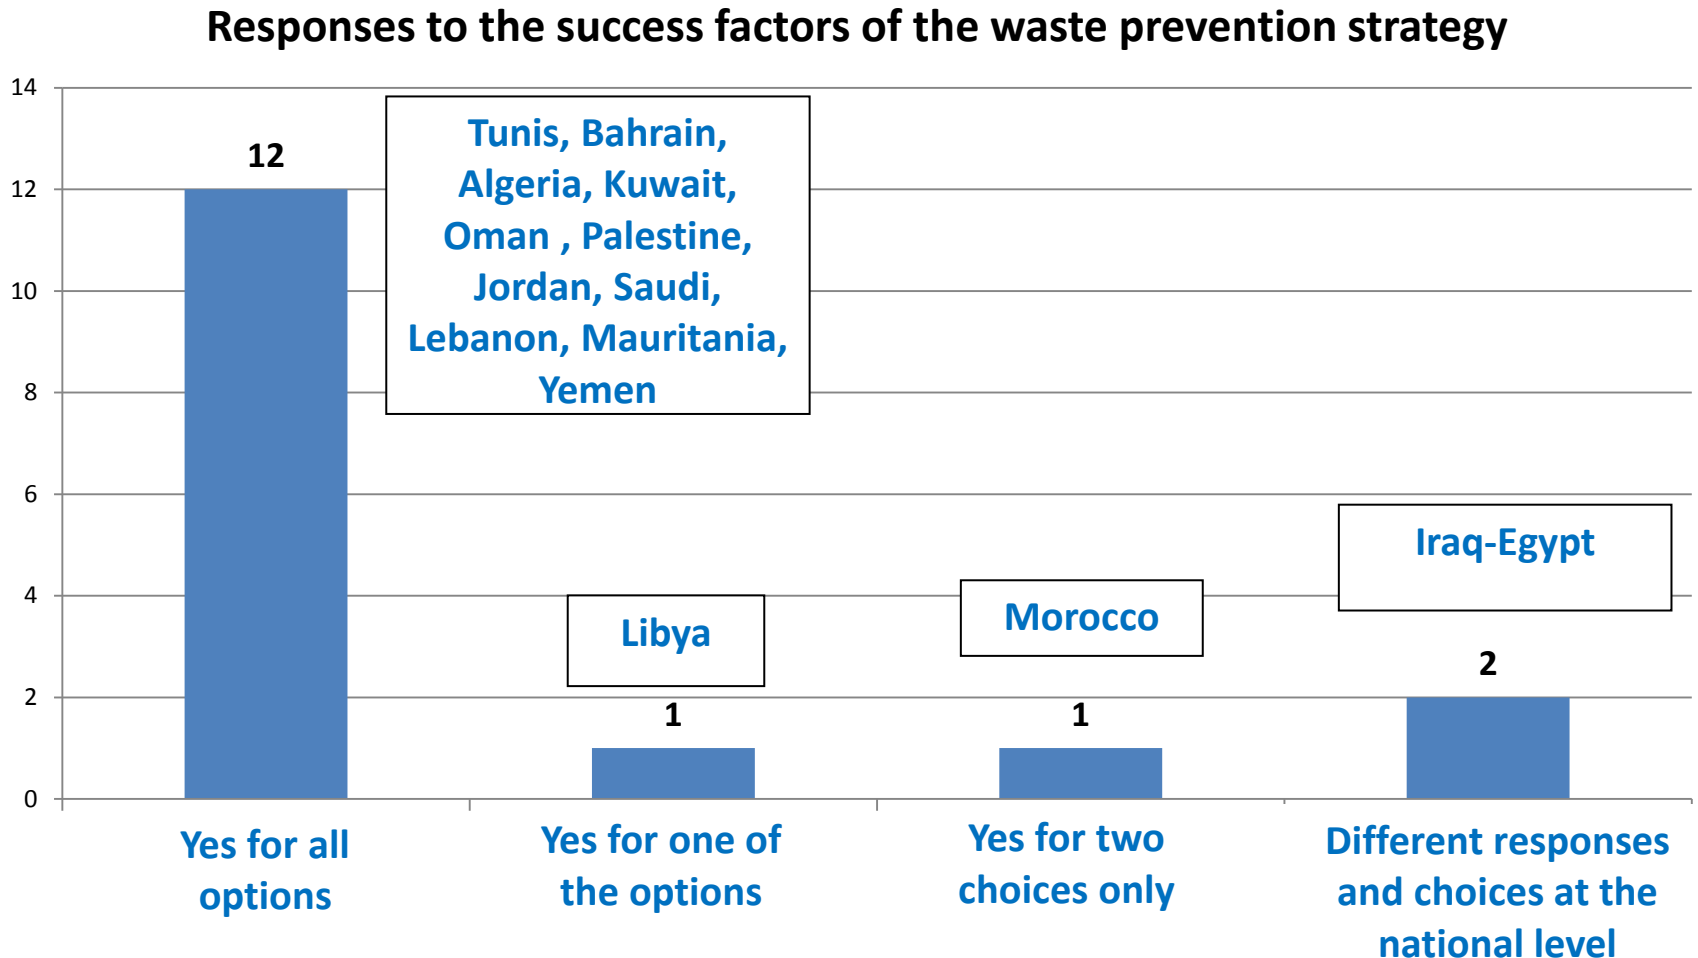 Responses to the success factors of the waste prevention strategy
14
12
10
8
6
4
2
0
12
Tunis, Bahrain,
Algeria, Kuwait,
Oman , Palestine,
Jordan, Saudi,
Lebanon, Mauritania,
Yemen
Libya
1
Morocco
1
Iraq-Egypt
2
Yes for all
options
Yes for one of
the options
Yes for two
choices only
Different responses
and choices at the
national level